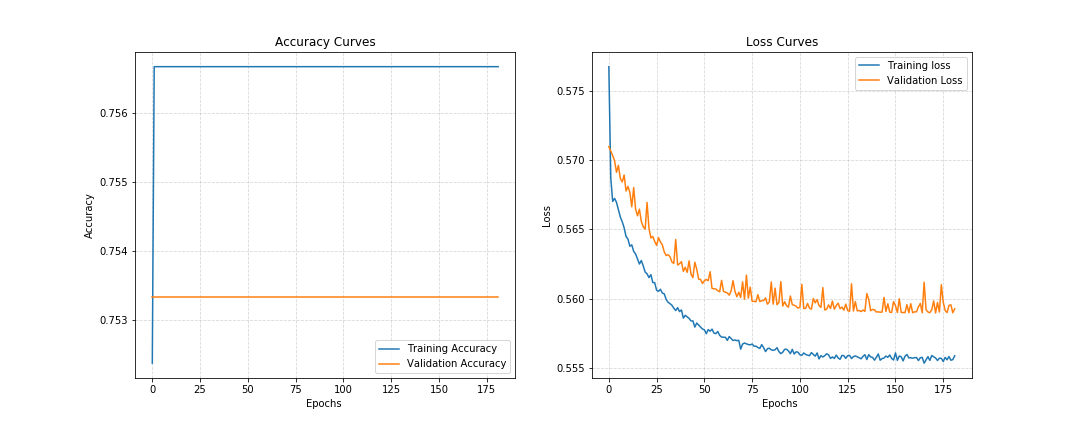 Accuracy Curves
0.756
0.755
0.754
0.753
Accuracy
0 25 50 75 100 125 150 175
Epochs
Training Accuracy
Validation Accuracy
Loss Curves
0.575
0.570
0.565
0.560
0.555
Loss
0 25 50 75 100 125 150 175
Epochs
Training loss
Validation Loss